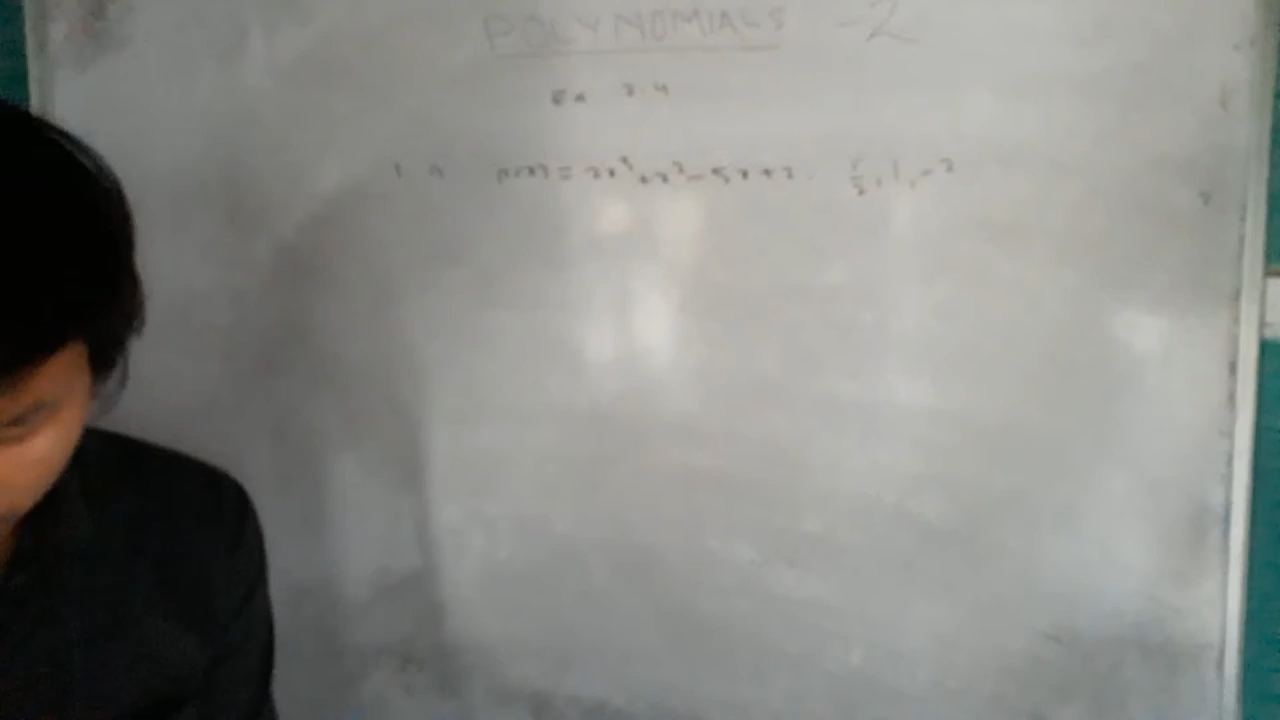 POLYNOMIALS -2
Ex 2.4
1 p(x) = 2x³ + x² - 5x + 2. 1/2, 1, -2